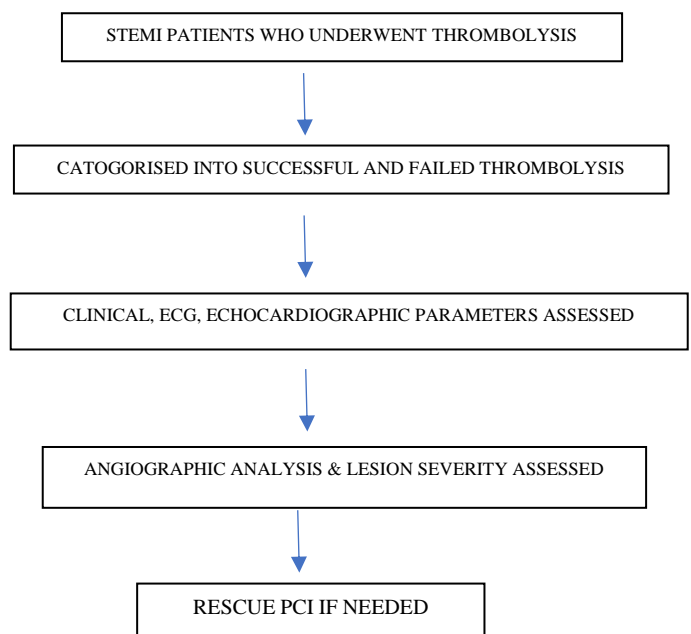 STEMI PATIENTS WHO UNDERWENT THROMBOLYSIS
CATOGORISED INTO SUCCESSFUL AND FAILED THROMBOLYSIS
CLINICAL, ECG, ECHOCARDIOGRAPHIC PARAMETERS ASSESSED
ANGIOGRAPHIC ANALYSIS & LESION SEVERITY ASSESSED
RESCUE PCI IF NEEDED